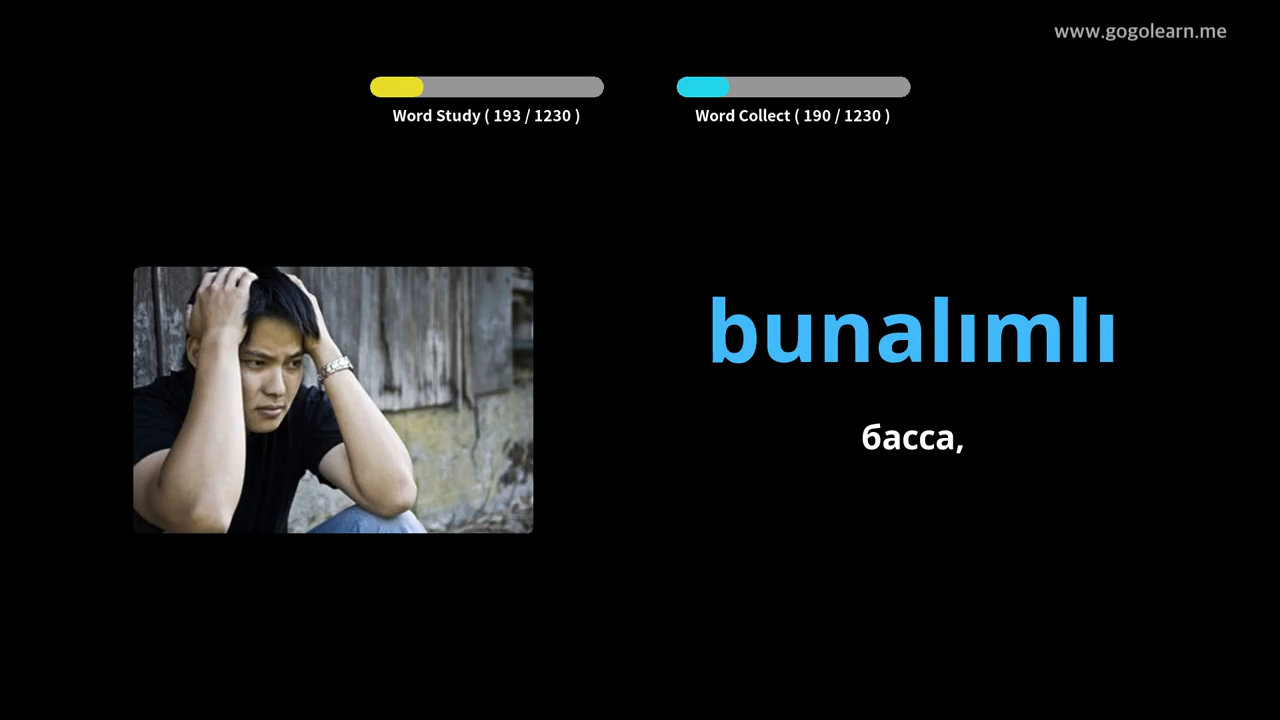 www.gogolearn.me
Word Study ( 193 / 1230 )
Word Collect ( 190 / 1230 )
bunalımlı
басса,